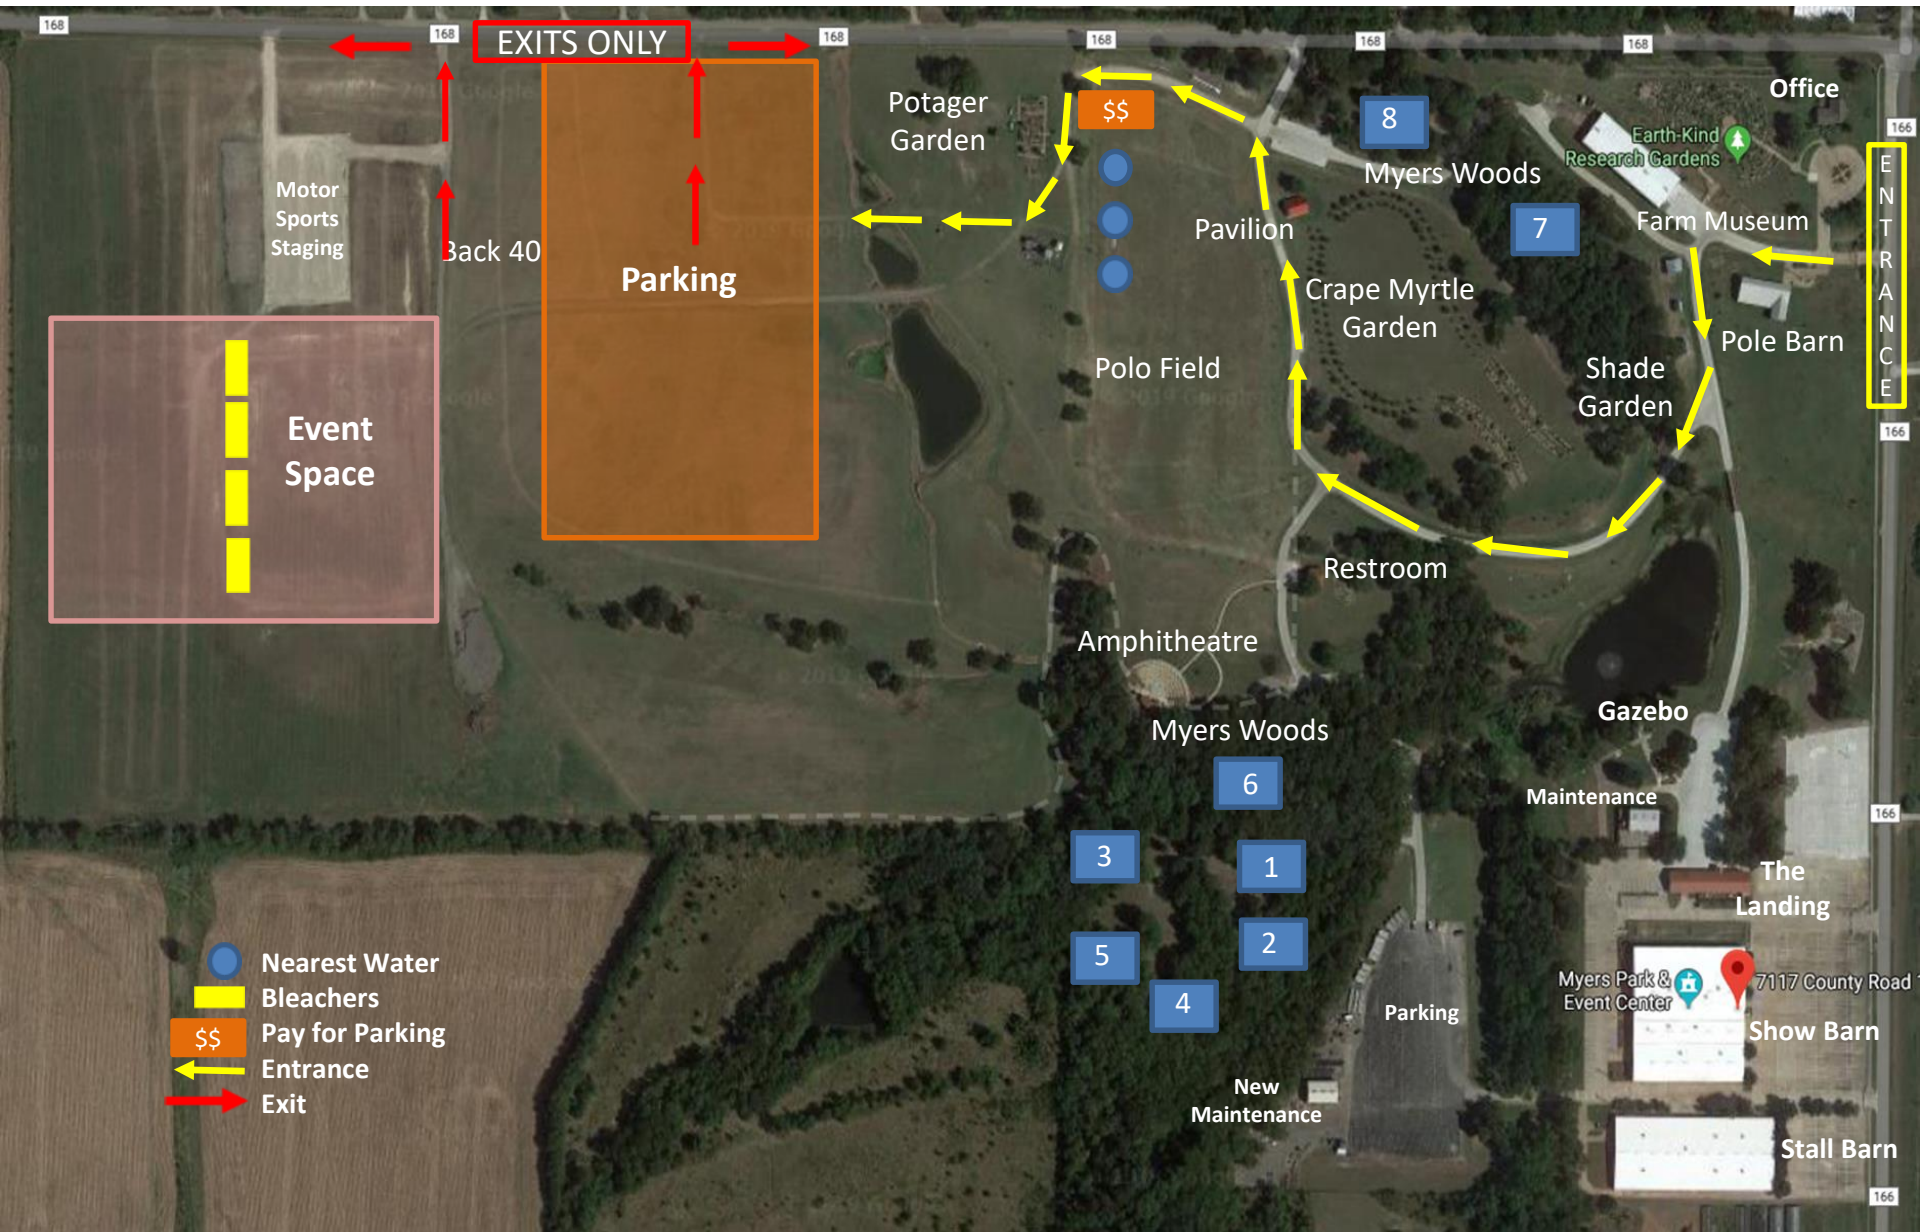 168
168
EXITS ONLY
168
168
168
168
Office
166
Potager
Garden
$$
8
Earth-Kind
Research Gardens
Myers Woods
ENTRANCE
Motor
Sports
Staging
Back 40
Parking
Pavilion
7
Farm Museum
Crape Myrtle
Garden
Pole Barn
Polo Field
Shade
Garden
Event
Space
166
Restroom
Amphitheatre
Gazebo
Myers Woods
6
Maintenance
166
3
1
The
Landing
5
2
4
Parking
Myers Park &
Event Center
7117 County Road 1
Show Barn
New
Maintenance
Stall Barn
166
Nearest Water
Bleachers
$$ Pay for Parking
Entrance
Exit